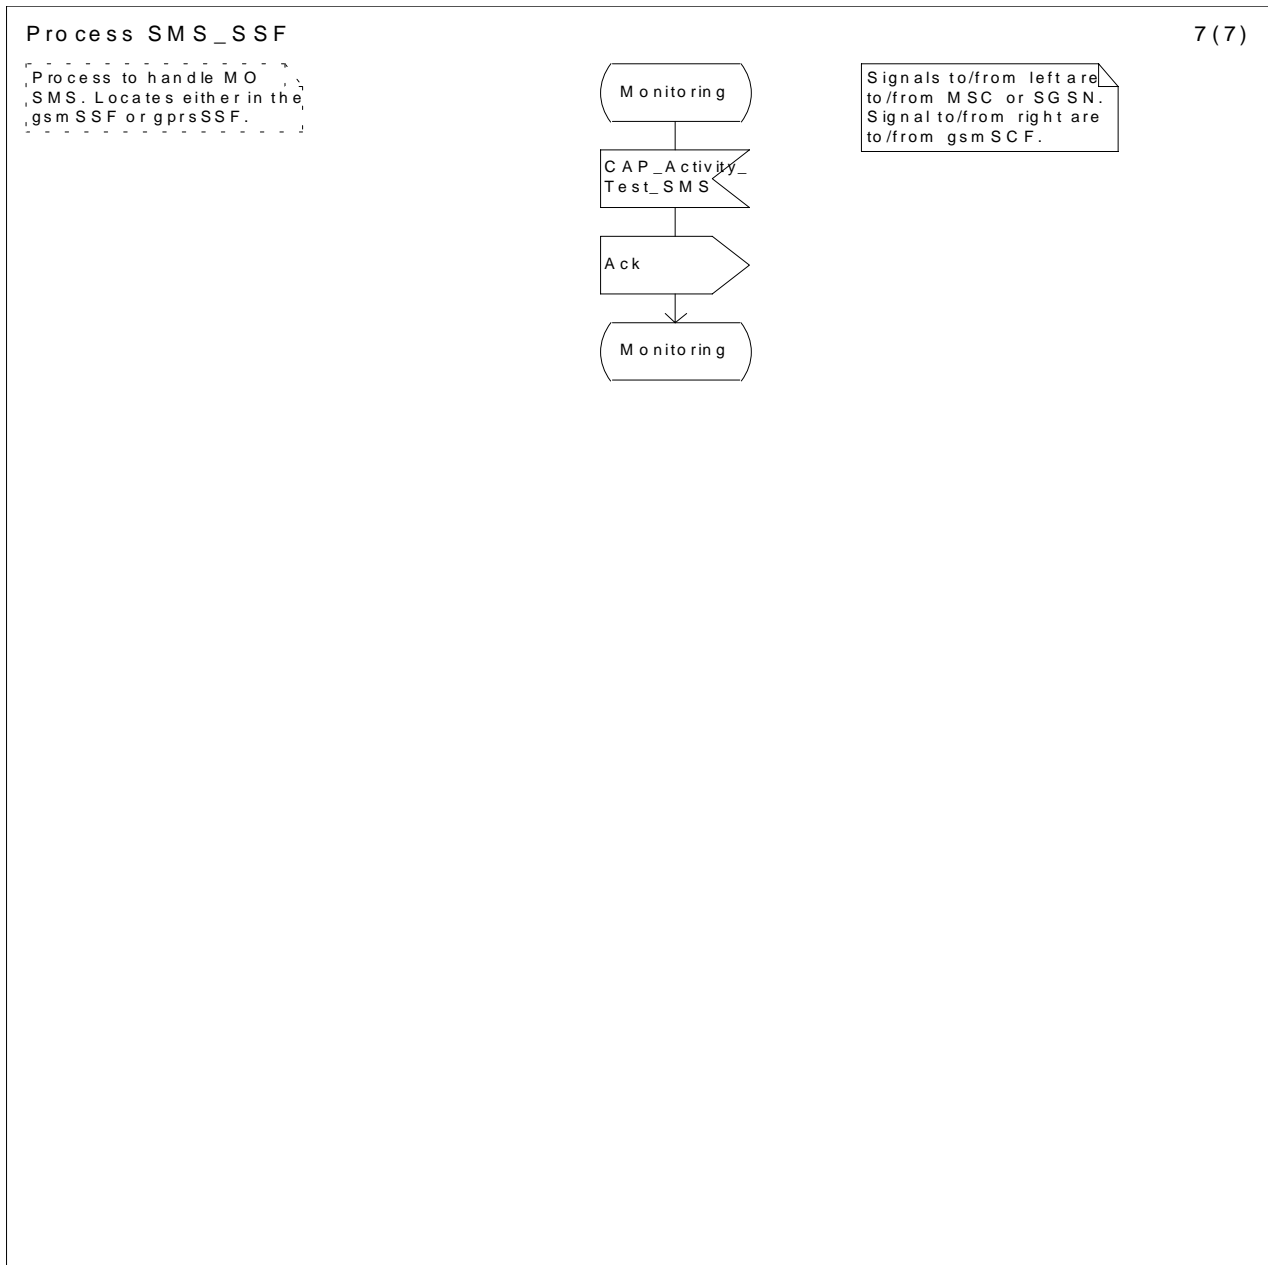 Process SMS_SSF
7(7)
Process to handle MO
SMS. Locates either in the
gsmSSF or gprsSSF.
Monitoring
Signals to/from left are
to/from MSC or SGSN.
Signal to/from right are
to/from gsmSCF.
CAP_Activity_
Test_SMS
Ack
Monitoring